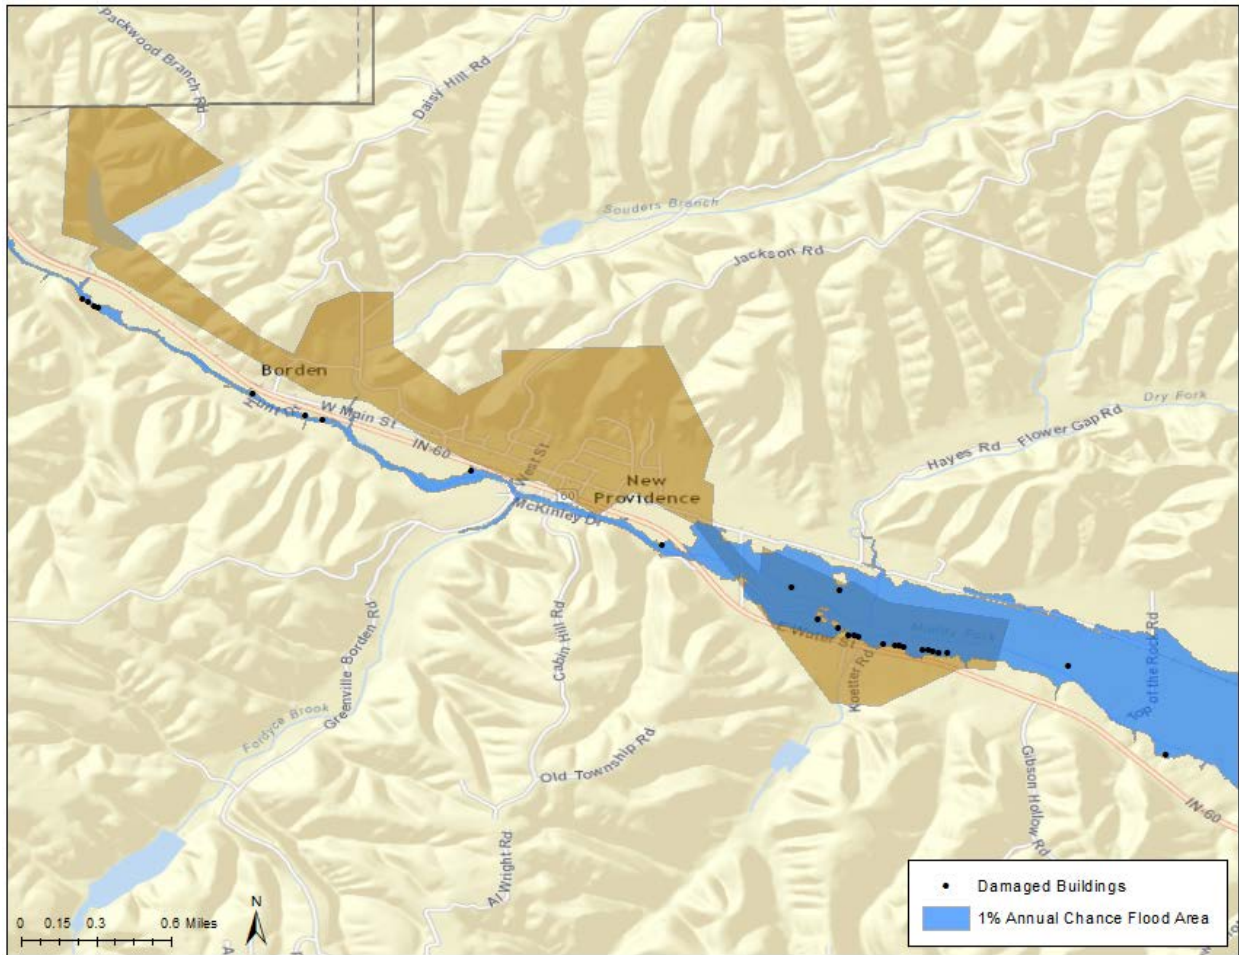 Packwood Branch Rd
Daisy Hill Rd
Souders Branch
Jackson Rd
Borden
W Main St
IN-60
West St
Hayes Rd
Flower Gap Rd
Dry Fork
New
Providence
60
McKinley Dr
Muddy Fork
E Water St
Koetter Rd
Top of the Rock Rd
Greenville Borden Rd
Cabin Hill Rd
Fordyce Brook
Old Township Rd
Gibson Hollow Rd
IN-60
Al Wright Rd
N
0 0.15 0.3 0.6 Miles
Damaged Buildings
1% Annual Chance Flood Area